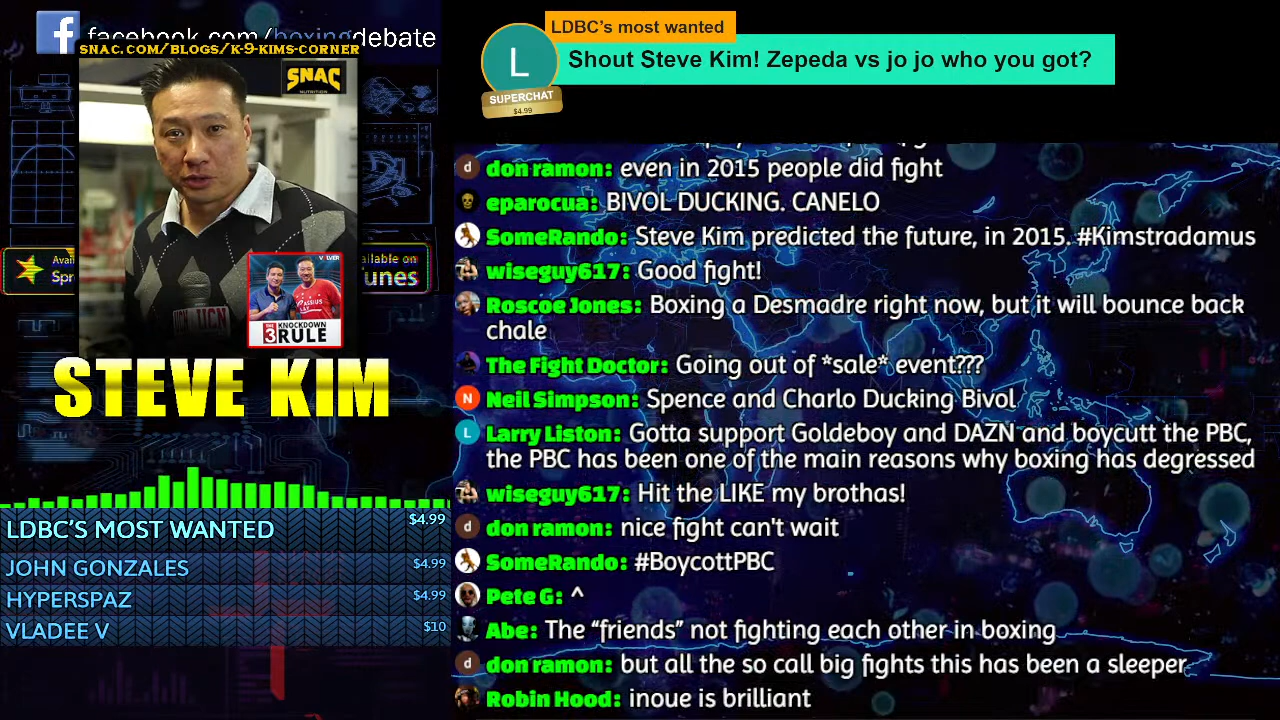 facebook.com/boxingdebate
SNAC.COM/BLOGS/K-9-KIMS-CORNER
SNAC
NUTRITION
UCN
THE 3 KNOCKDOWN RULE
STEVE KIM
LDBC'S MOST WANTED $4.99
JOHN GONZALES $4.99
HYPERSPAZ $4.99
VLADEE V $10
LDBC's most wanted
L
Shout Steve Kim! Zepeda vs jo jo who you got?
SUPERCHAT
$4.99
d don ramon: even in 2015 people did fight
eparocua: BIVOL DUCKING. CANELO
SomeRando: Steve Kim predicted the future, in 2015. #Kimstradamus
wiseguy617: Good fight!
Roscoe Jones: Boxing a Desmadre right now, but it will bounce back
chale
The Fight Doctor: Going out of *sale* event???
N Neil Simpson: Spence and Charlo Ducking Bivol
L Larry Liston: Gotta support Goldeboy and DAZN and boycutt the PBC,
the PBC has been one of the main reasons why boxing has degressed
wiseguy617: Hit the LIKE my brothas!
d don ramon: nice fight can't wait
SomeRando: #BoycottPBC
Pete G: ^
Abe: The “friends” not fighting each other in boxing
d don ramon: but all the so call big fights this has been a sleeper
Robin Hood: inoue is brilliant